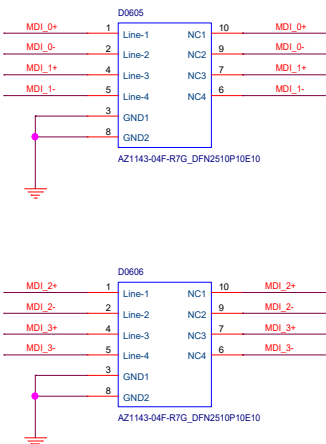 D0605
MDI_0+ 1 Line-1 NC1 10 MDI_0+
MDI_0- 2 Line-2 NC2 9 MDI_0-
MDI_1+ 4 Line-3 NC3 7 MDI_1+
MDI_1- 5 Line-4 NC4 6 MDI_1-
3 GND1
8 GND2
AZ1143-04F-R7G_DFN2510P10E10
D0606
MDI_2+ 1 Line-1 NC1 10 MDI_2+
MDI_2- 2 Line-2 NC2 9 MDI_2-
MDI_3+ 4 Line-3 NC3 7 MDI_3+
MDI_3- 5 Line-4 NC4 6 MDI_3-
3 GND1
8 GND2
AZ1143-04F-R7G_DFN2510P10E10